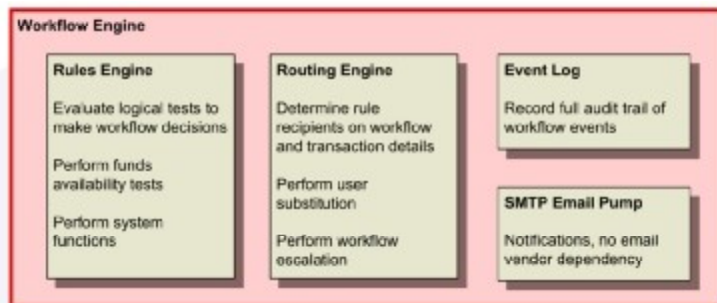 Workflow Engine
Rules Engine
Evaluate logical tests to
make workflow decisions
Perform funds
availability tests
Perform system
functions
Routing Engine
Determine rule
recipients on workflow
and transaction details
Perform user
substitution
Perform workflow
escalation
Event Log
Record full audit trail of
workflow events
SMTP Email Pump
Notifications, no email
vendor dependency